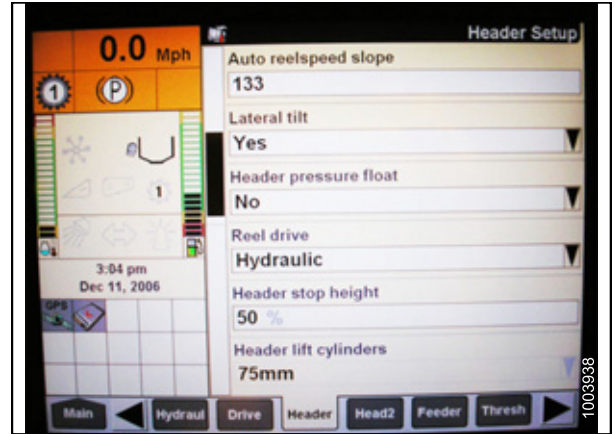 0.0 Mph
Header Setup
Auto reelspeed slope
133
1
(P)
Lateral tilt
Yes
Header pressure float
No
1
Reel drive
Hydraulic
3:04 pm
Dec 11, 2006
Header stop height
50 %
GPS
Header lift cylinders
75mm
Main
Hydraul
Drive
Header
Head2
Feeder
Thresh
1003938